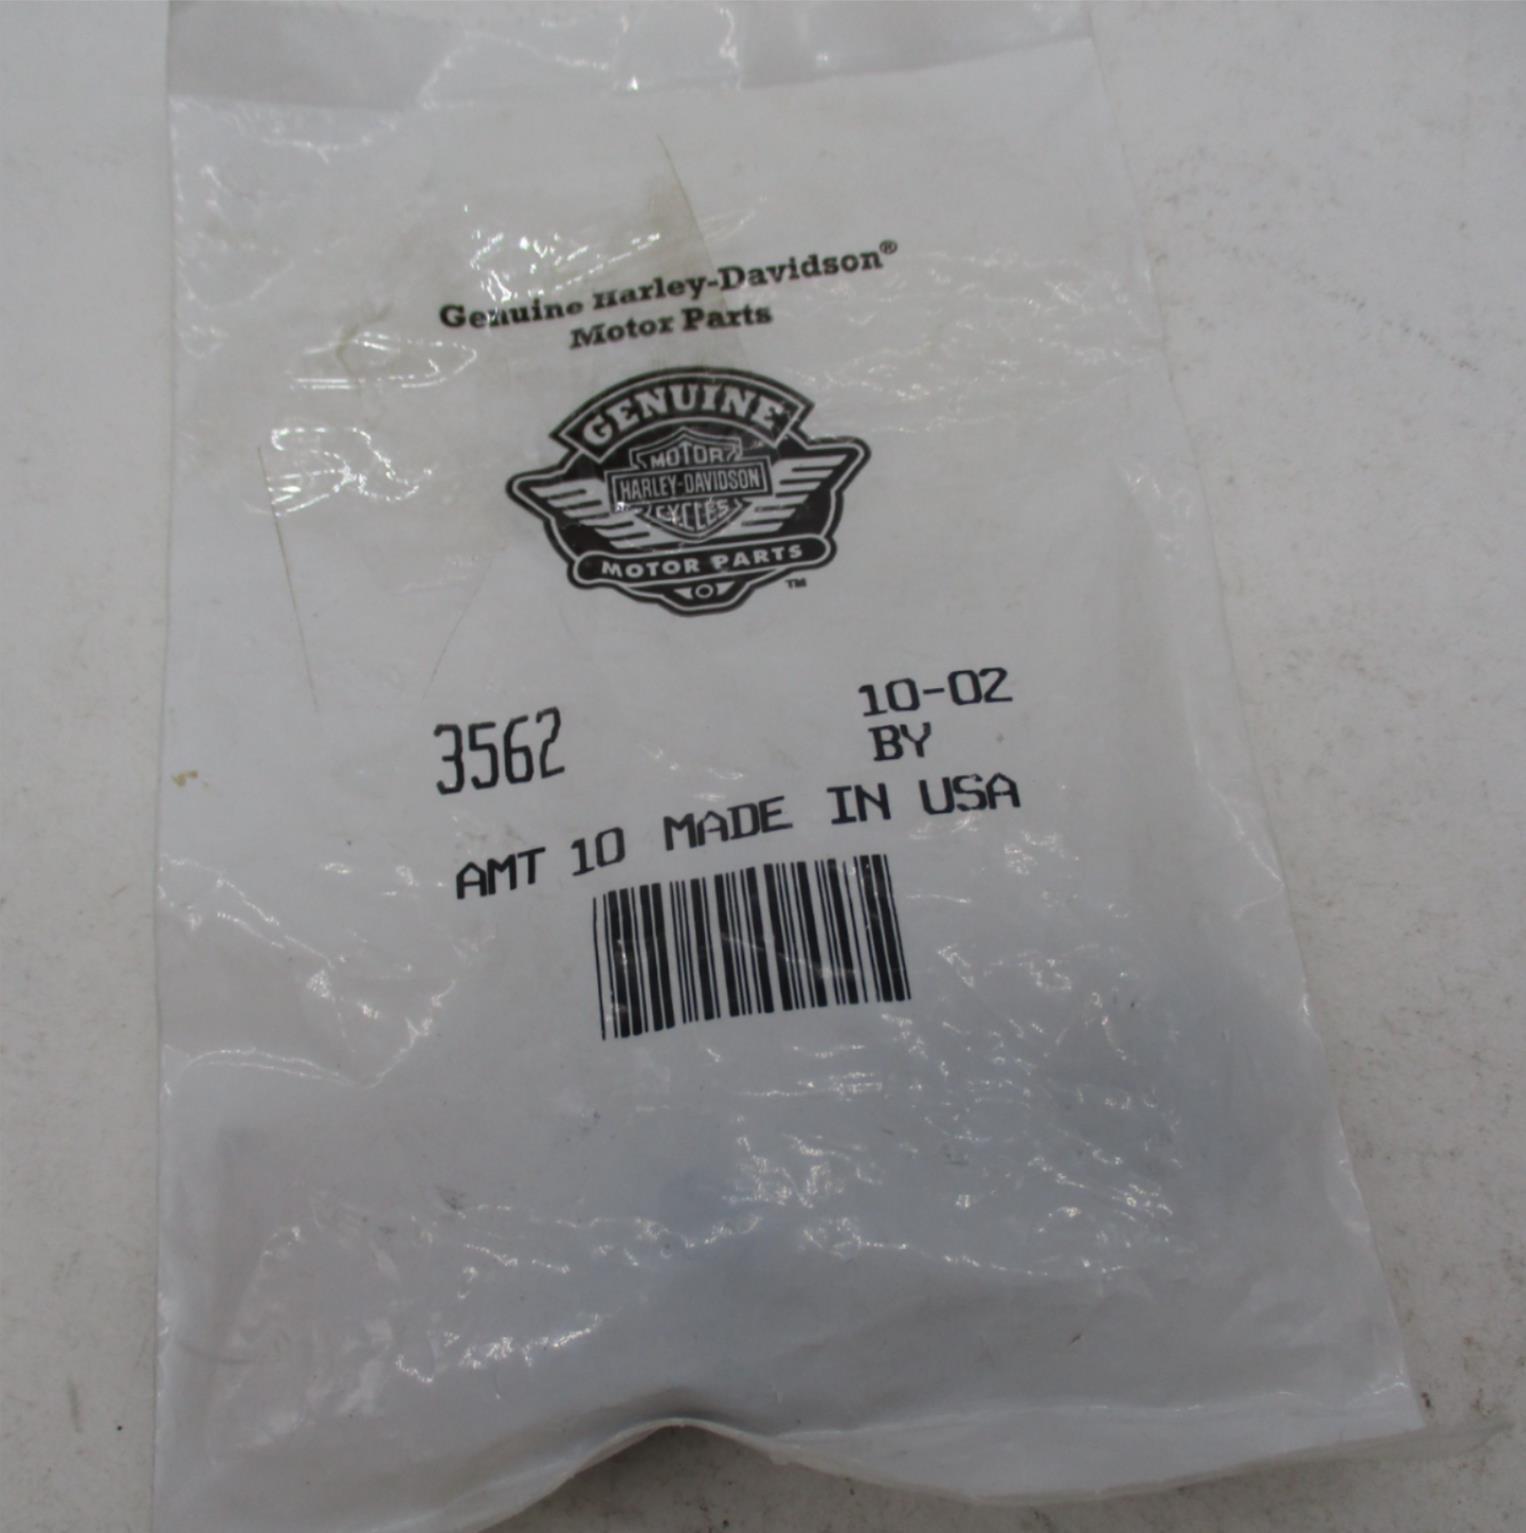 Genuine Harley-Davidson®
Motor Parts
GENUINE
MOTOR
HARLEY-DAVIDSON
CYCLES
MOTOR PARTS
TM
3562 10-02
BY
AMT 10 MADE IN USA